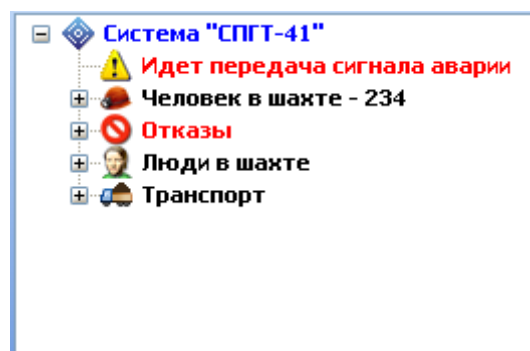 Система "СПГТ-41"
Идет передача сигнала аварии
Человек в шахте - 234
Отказы
Люди в шахте
Транспорт